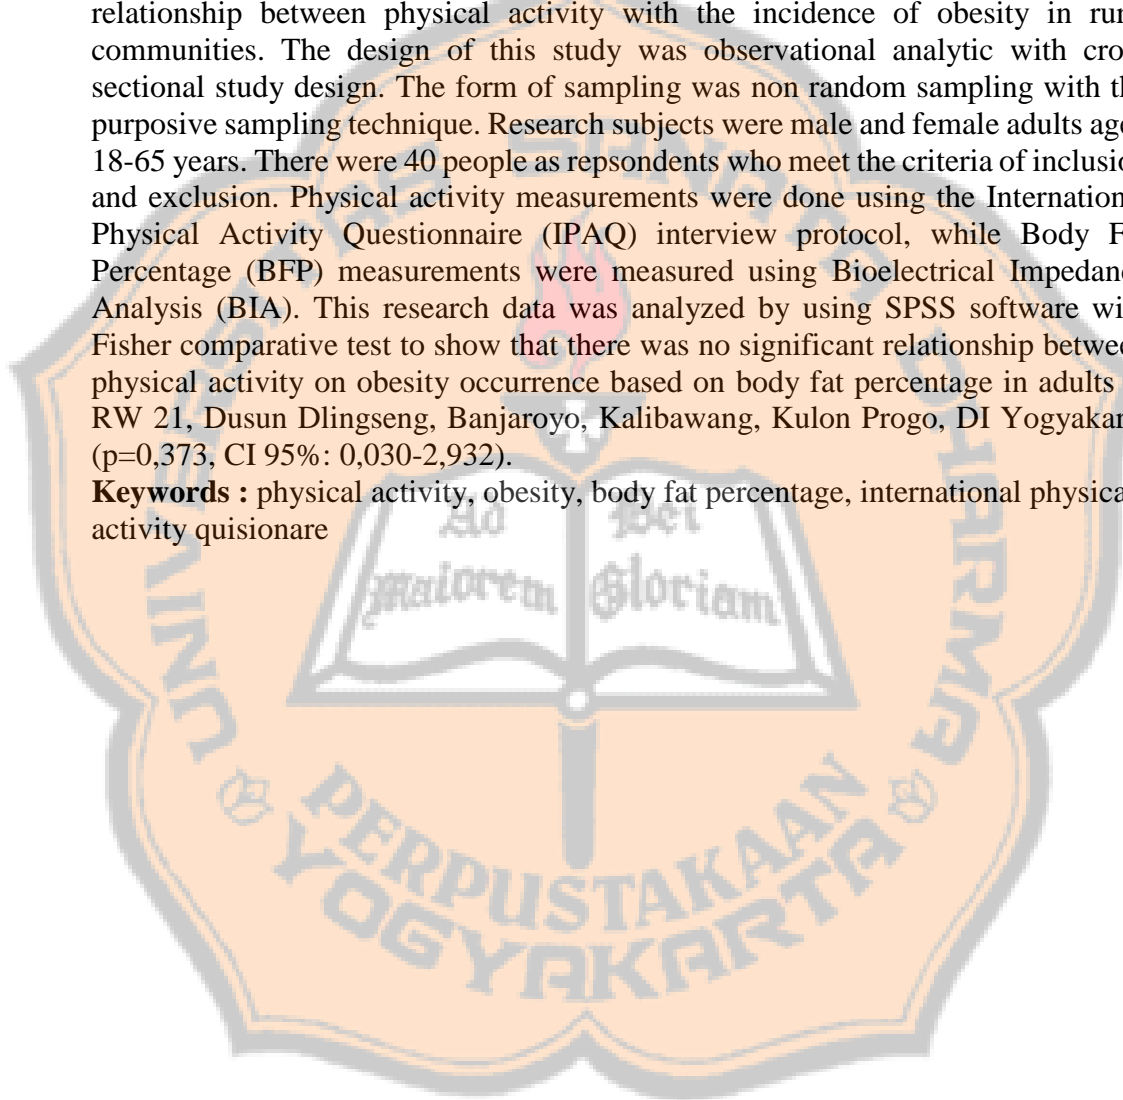 relationship between physical activity with the incidence of obesity in rur
communities. The design of this study was observational analytic with cro
sectional study design. The form of sampling was non random sampling with th
purposive sampling technique. Research subjects were male and female adults age
18-65 years. There were 40 people as repsondents who meet the criteria of inclusio
and exclusion. Physical activity measurements were done using the Internation
Physical Activity Questionnaire (IPAQ) interview protocol, while Body F
Percentage (BFP) measurements were measured using Bioelectrical Impedan
Analysis (BIA). This research data was analyzed by using SPSS software wi
Fisher comparative test to show that there was no significant relationship betwee
physical activity on obesity occurrence based on body fat percentage in adults
RW 21, Dusun Dlingseng, Banjaroyo, Kalibawang, Kulon Progo, DI Yogyakar
(p=0,373, CI 95%: 0,030-2,932).
Keywords : physical activity, obesity, body fat percentage, international physica
activity quisionare
UNIVERSITAS SANATA DHARMA
Ad Dei
Maiorem Gloriam
PERPUSTAKAAN
YOGYAKARTA